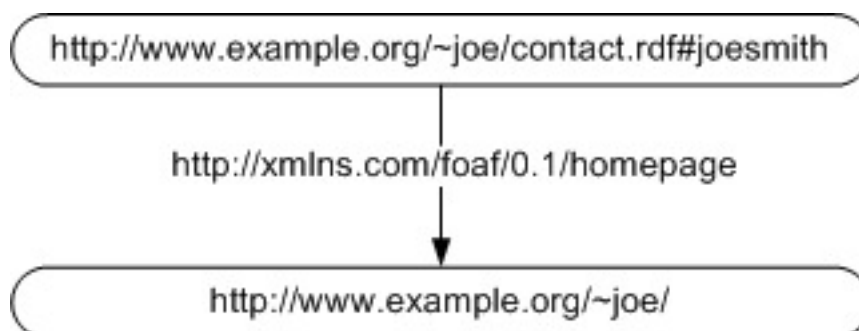 http://www.example.org/~joe/contact.rdf#joesmith
http://xmlns.com/foaf/0.1/homepage
http://www.example.org/~joe/